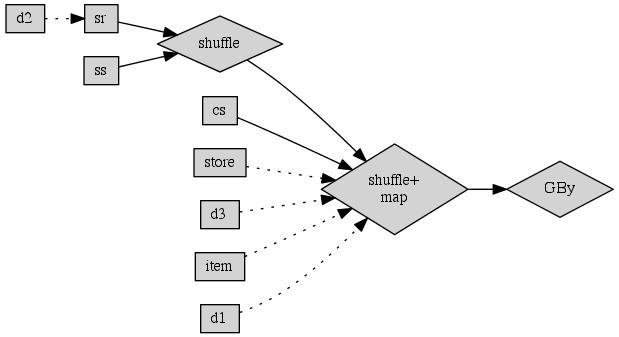 d2
sr
ss
shuffle
cs
store
d3
item
d1
shuffle+
map
GBy